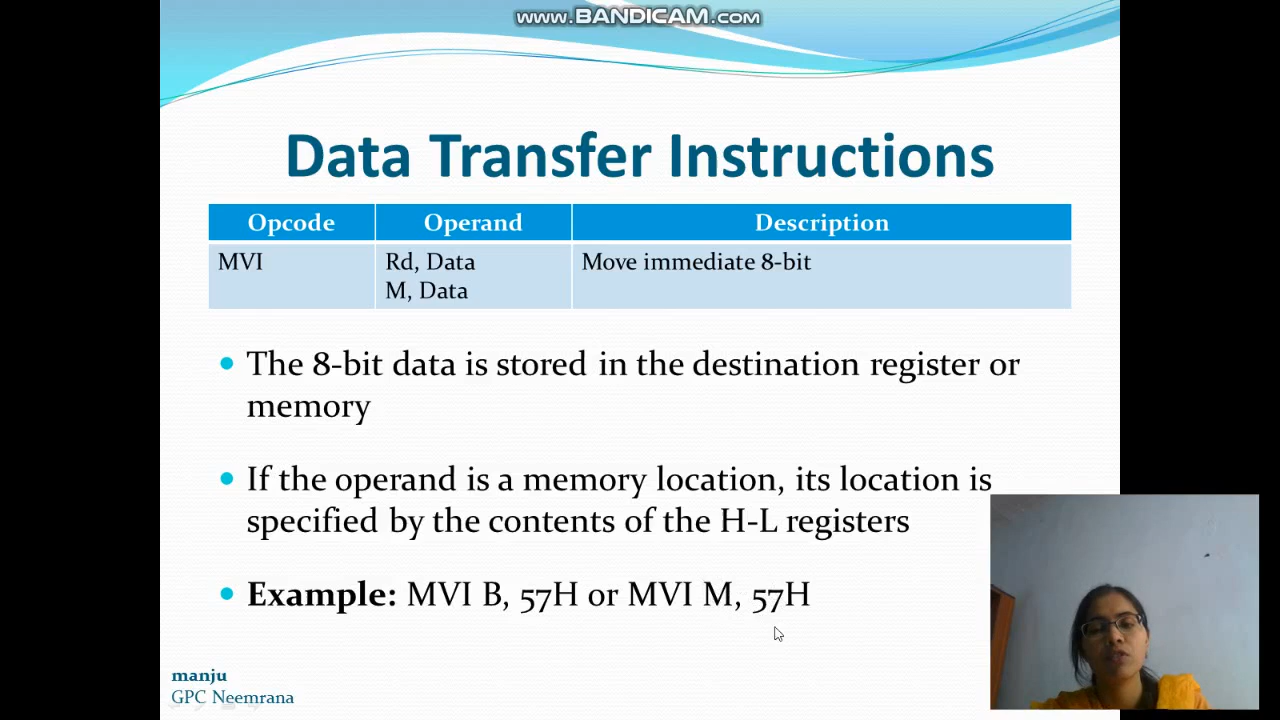 www.BANDICAM.com
Data Transfer Instructions
Opcode Operand Description
MVI Rd, Data Move immediate 8-bit
M, Data
The 8-bit data is stored in the destination register or
memory
If the operand is a memory location, its location is
specified by the contents of the H-L registers
Example: MVI B, 57H or MVI M, 57H
manju
GPC Neemrana